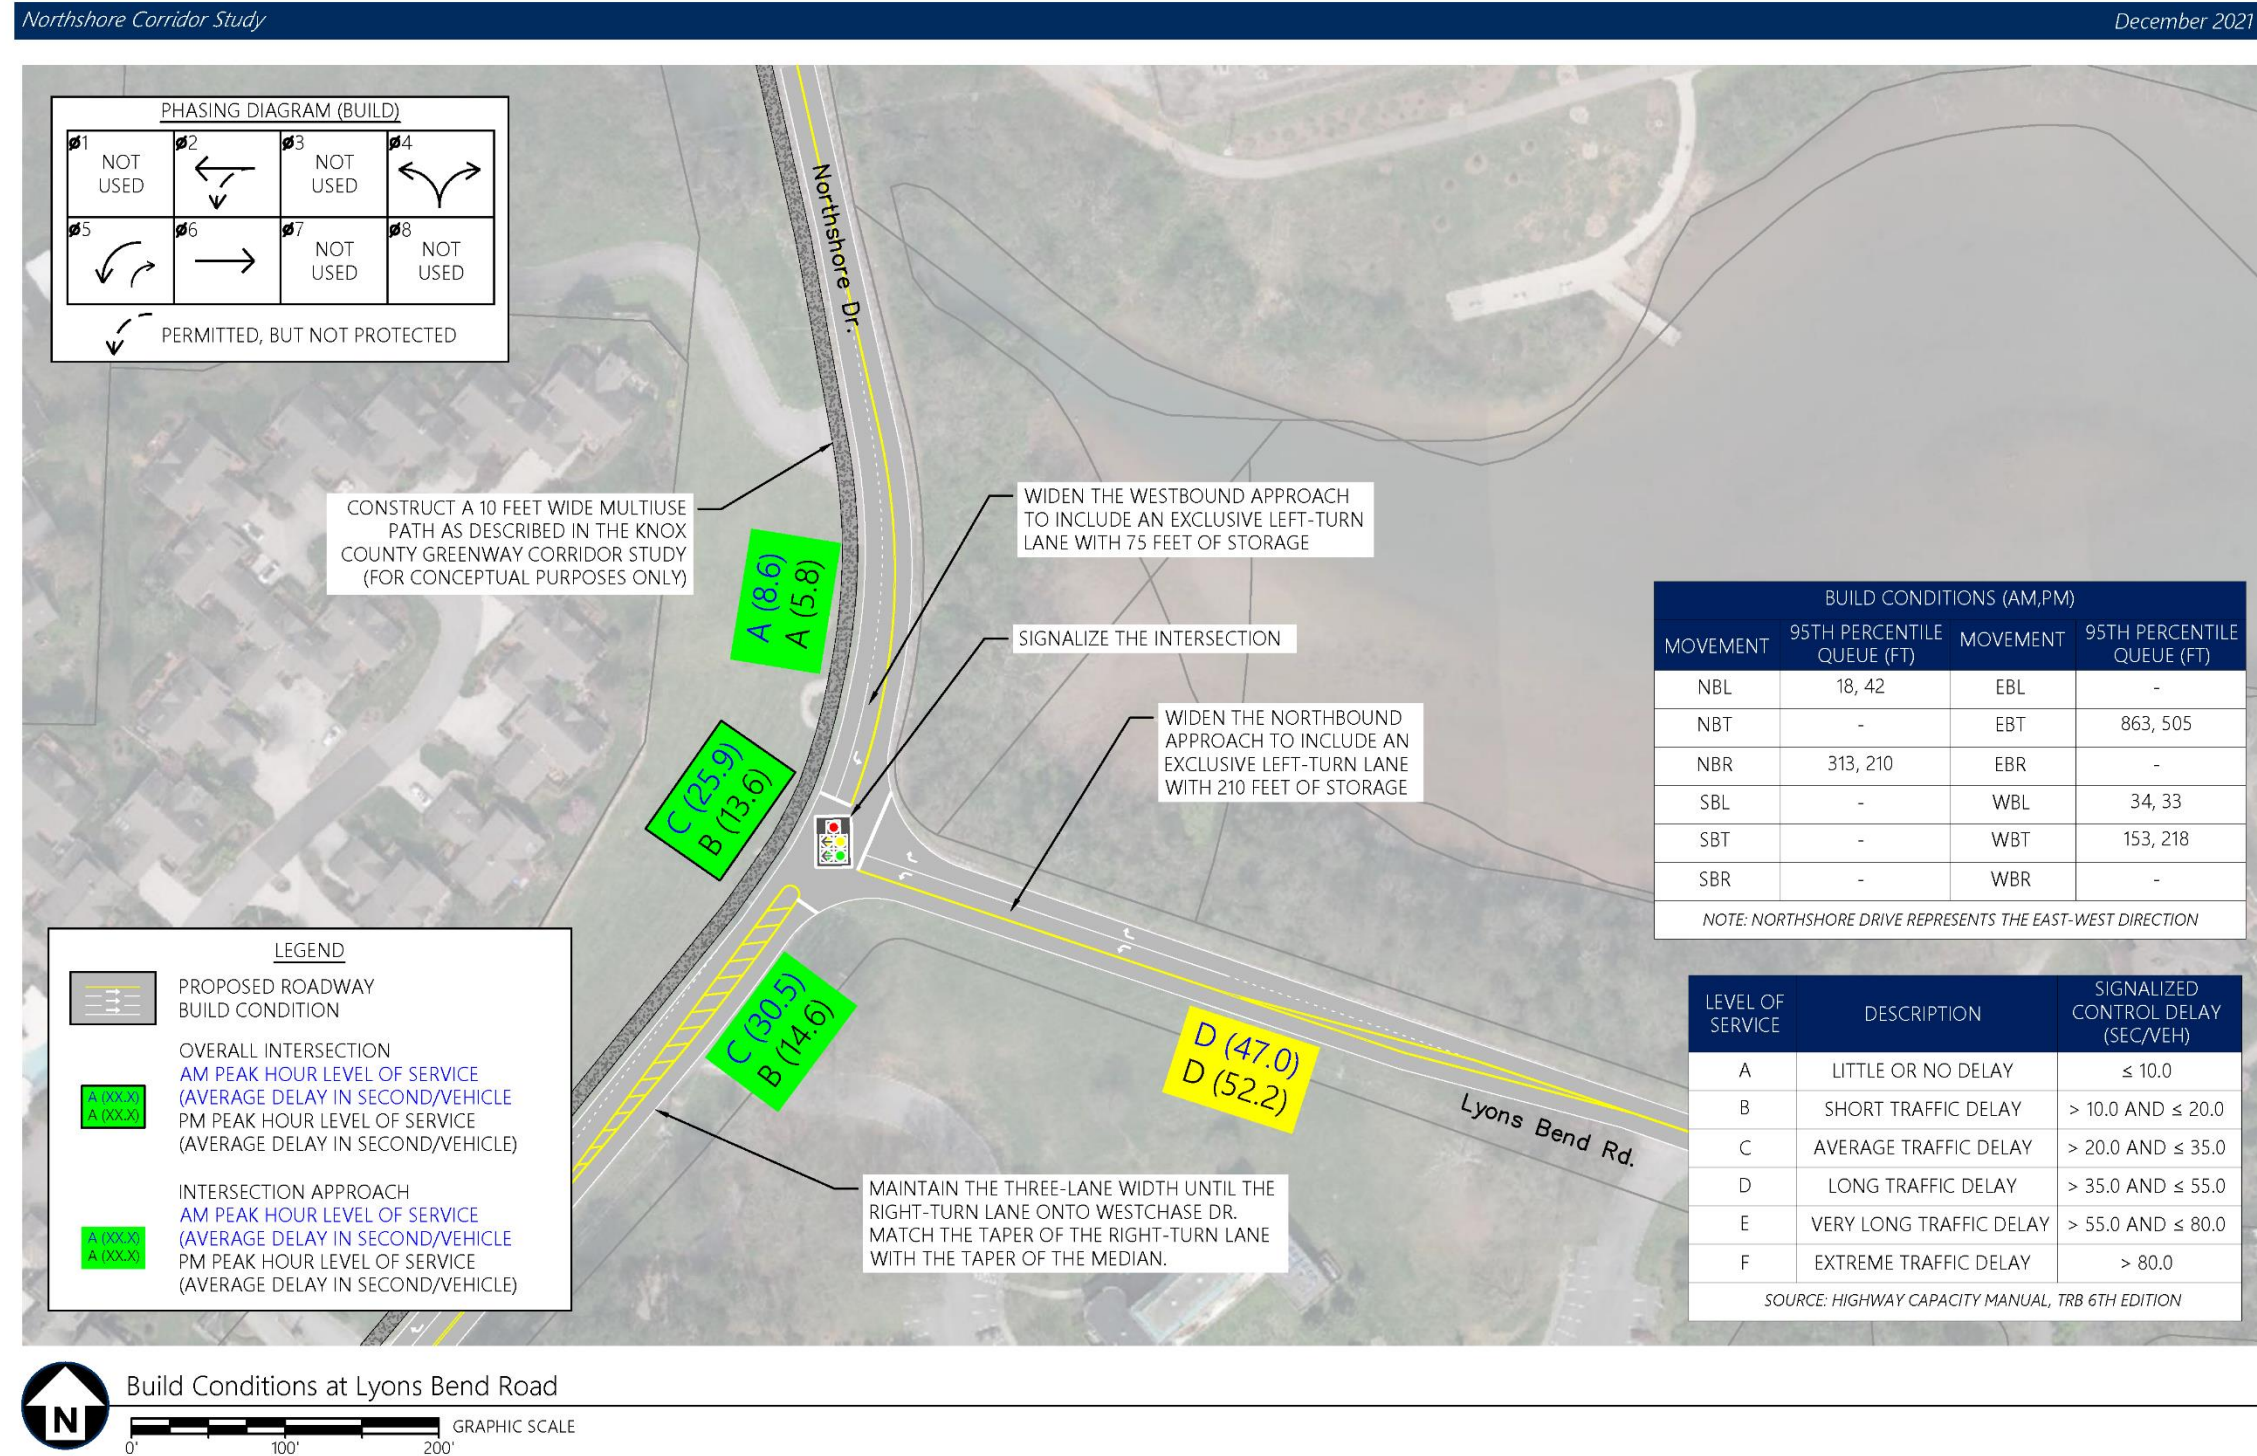 Northshore Corridor Study
December 2021
PHASING DIAGRAM (BUILD)
ø1 NOT USED
ø2
ø3 NOT USED
ø4
ø5
ø6
ø7 NOT USED
ø8 NOT USED
PERMITTED, BUT NOT PROTECTED
Northshore Dr.
CONSTRUCT A 10 FEET WIDE MULTIUSE
PATH AS DESCRIBED IN THE KNOX
COUNTY GREENWAY CORRIDOR STUDY
(FOR CONCEPTUAL PURPOSES ONLY)
WIDEN THE WESTBOUND APPROACH
TO INCLUDE AN EXCLUSIVE LEFT-TURN
LANE WITH 75 FEET OF STORAGE
A (8.6)
A (5.8)
SIGNALIZE THE INTERSECTION
C (25.9)
B (13.6)
WIDEN THE NORTHBOUND
APPROACH TO INCLUDE AN
EXCLUSIVE LEFT-TURN LANE
WITH 210 FEET OF STORAGE
BUILD CONDITIONS (AM,PM)
MOVEMENT 95TH PERCENTILE QUEUE (FT) MOVEMENT 95TH PERCENTILE QUEUE (FT)
NBL 18, 42 EBL -
NBT - EBT 863, 505
NBR 313, 210 EBR -
SBL - WBL 34, 33
SBT - WBT 153, 218
SBR - WBR -
NOTE: NORTHSHORE DRIVE REPRESENTS THE EAST-WEST DIRECTION
LEGEND
PROPOSED ROADWAY
BUILD CONDITION
A (XX.X)
A (XX.X)
OVERALL INTERSECTION
AM PEAK HOUR LEVEL OF SERVICE
(AVERAGE DELAY IN SECOND/VEHICLE
PM PEAK HOUR LEVEL OF SERVICE
(AVERAGE DELAY IN SECOND/VEHICLE)
A (XX.X)
A (XX.X)
INTERSECTION APPROACH
AM PEAK HOUR LEVEL OF SERVICE
(AVERAGE DELAY IN SECOND/VEHICLE
PM PEAK HOUR LEVEL OF SERVICE
(AVERAGE DELAY IN SECOND/VEHICLE)
C (30.5)
B (14.6)
D (47.0)
D (52.2)
Lyons Bend Rd.
MAINTAIN THE THREE-LANE WIDTH UNTIL THE
RIGHT-TURN LANE ONTO WESTCHASE DR.
MATCH THE TAPER OF THE RIGHT-TURN LANE
WITH THE TAPER OF THE MEDIAN.
LEVEL OF SERVICE DESCRIPTION SIGNALIZED CONTROL DELAY (SEC/VEH)
A LITTLE OR NO DELAY ≤ 10.0
B SHORT TRAFFIC DELAY > 10.0 AND ≤ 20.0
C AVERAGE TRAFFIC DELAY > 20.0 AND ≤ 35.0
D LONG TRAFFIC DELAY > 35.0 AND ≤ 55.0
E VERY LONG TRAFFIC DELAY > 55.0 AND ≤ 80.0
F EXTREME TRAFFIC DELAY > 80.0
SOURCE: HIGHWAY CAPACITY MANUAL, TRB 6TH EDITION
N
Build Conditions at Lyons Bend Road
GRAPHIC SCALE
0' 100' 200'